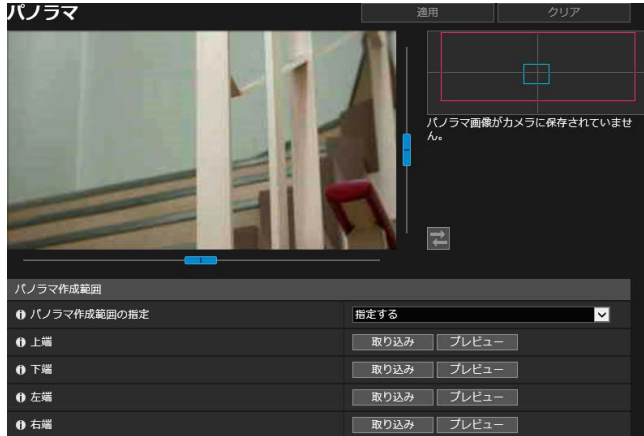 パノラマ
適用
クリア
パノラマ画像がカメラに保存されていませ
ん。
パノラマ作成範囲
パノラマ作成範囲の指定
指定する
上端
取り込み
プレビュー
下端
取り込み
プレビュー
左端
取り込み
プレビュー
右端
取り込み
プレビュー